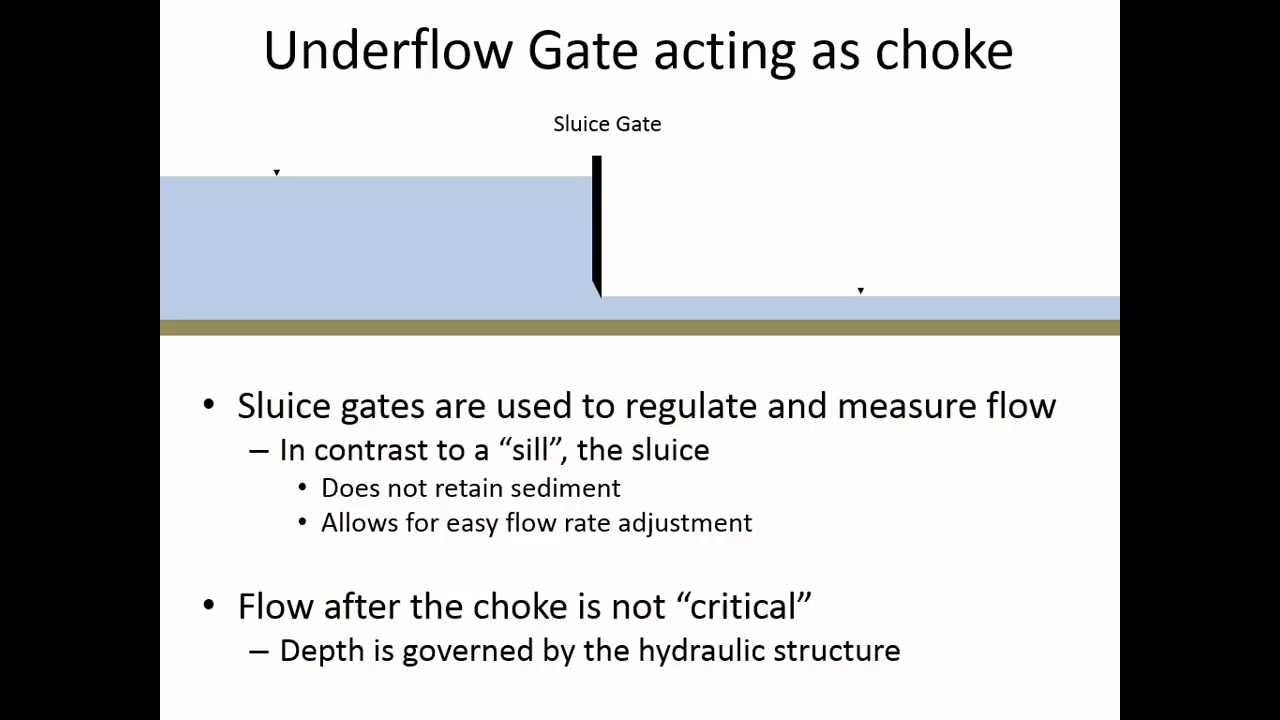 Underflow Gate acting as choke
Sluice Gate
• Sluice gates are used to regulate and measure flow
– In contrast to a “sill”, the sluice
• Does not retain sediment
• Allows for easy flow rate adjustment
• Flow after the choke is not “critical”
– Depth is governed by the hydraulic structure